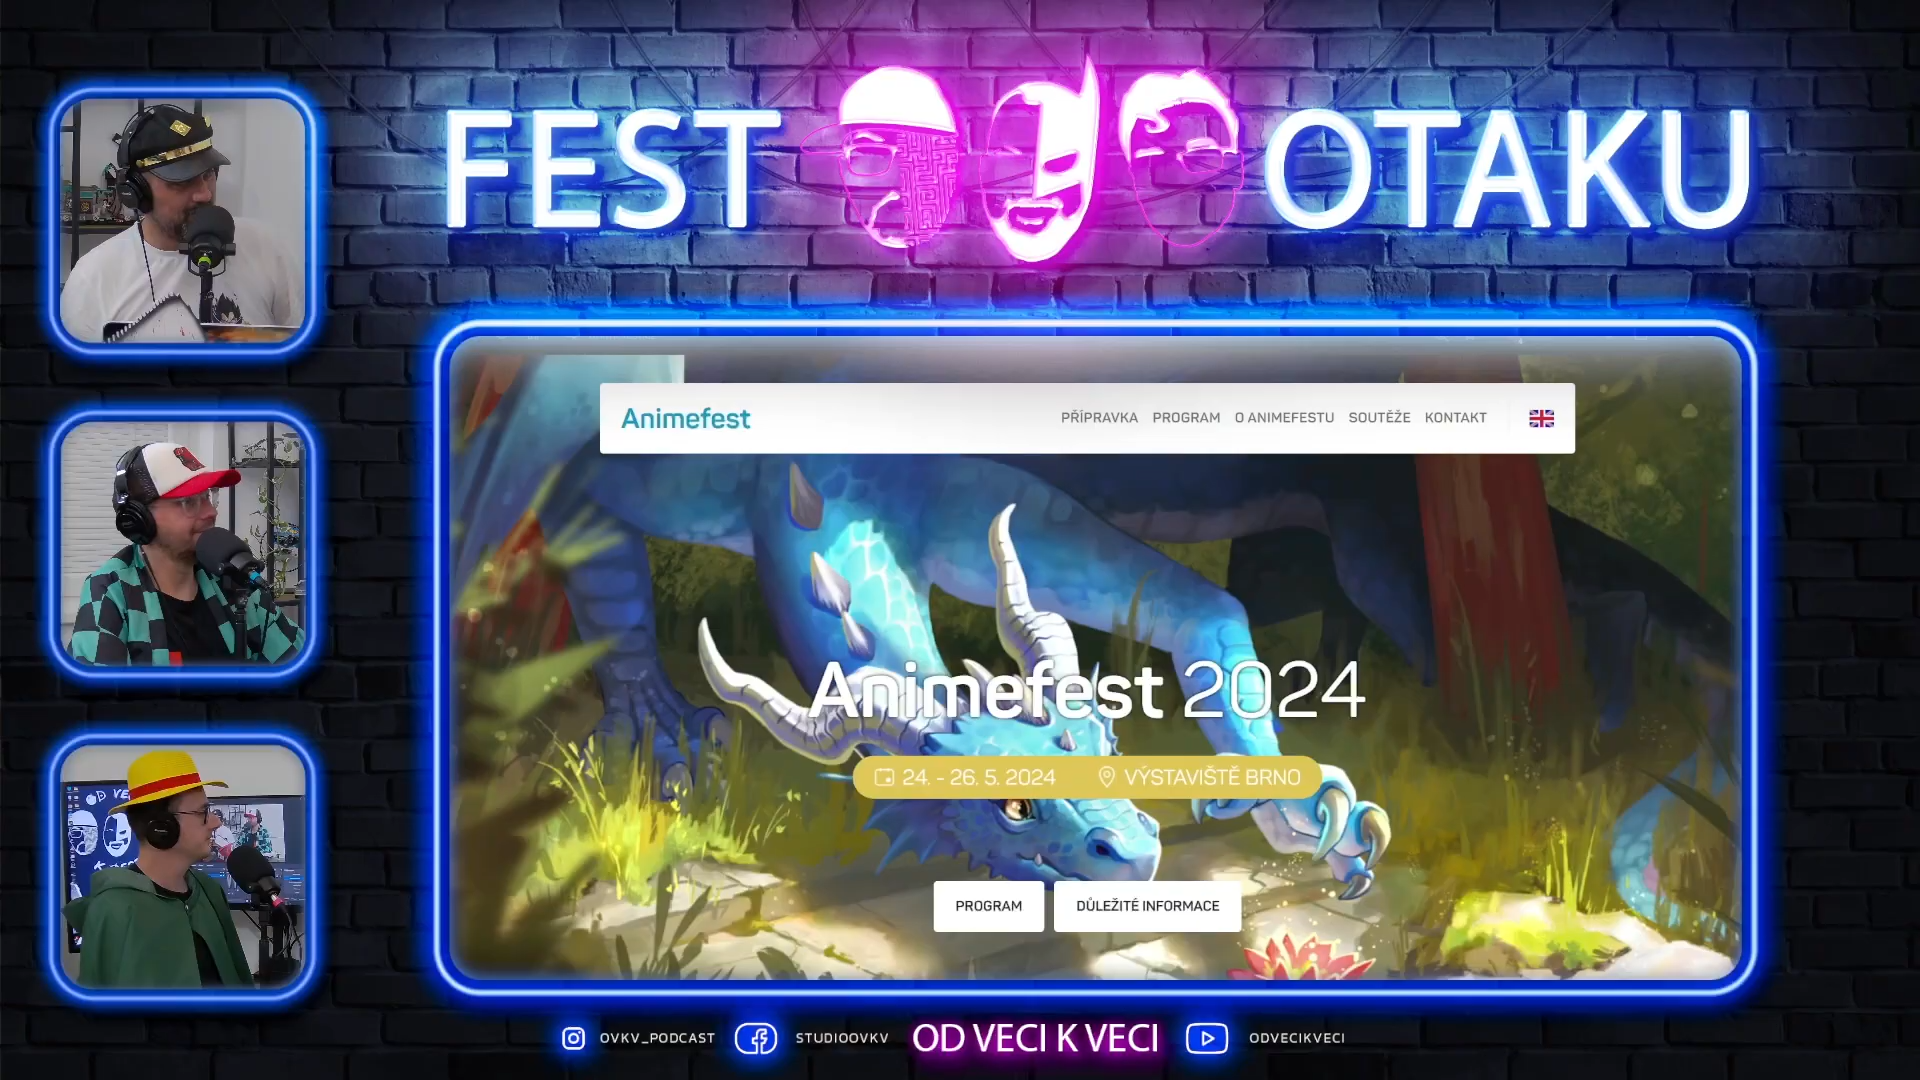 FEST OTAKU
Animefest
PŘÍPRAVKA PROGRAM O ANIMEFESTU SOUTĚŽE KONTAKT
Animefest 2024
24. - 26. 5. 2024 VÝSTAVIŠTĚ BRNO
PROGRAM DŮLEŽITÉ INFORMACE
OVKV_PODCAST STUDIOOVKV OD VECI K VECI ODVECIKVECI